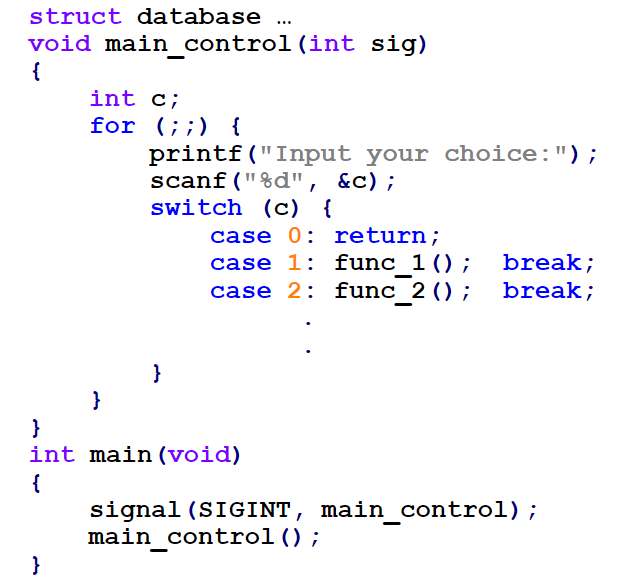 struct database …
void main_control(int sig)
{
    int c;
    for (;;) {
        printf("Input your choice:");
        scanf("%d", &c);
        switch (c) {
            case 0: return;
            case 1: func_1();  break;
            case 2: func_2();  break;
                  .
                  .
        }
    }
}
int main(void)
{
    signal(SIGINT, main_control);
    main_control();
}